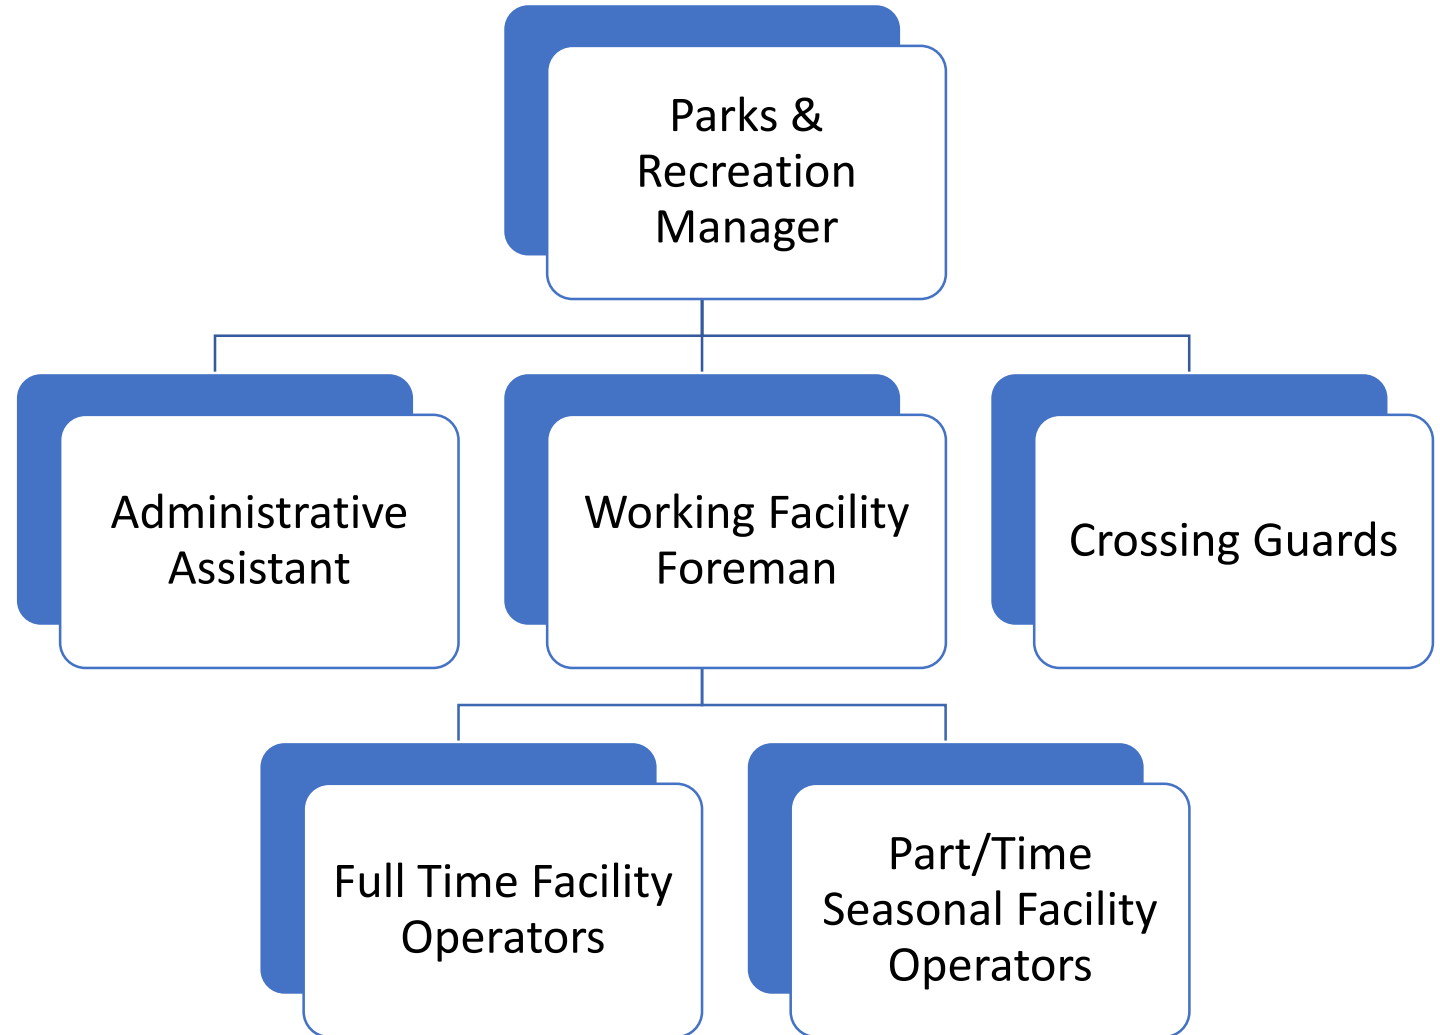 Parks &
Recreation
Manager
Administrative
Assistant
Working Facility
Foreman
Crossing Guards
Full Time Facility
Operators
Part/Time
Seasonal Facility
Operators